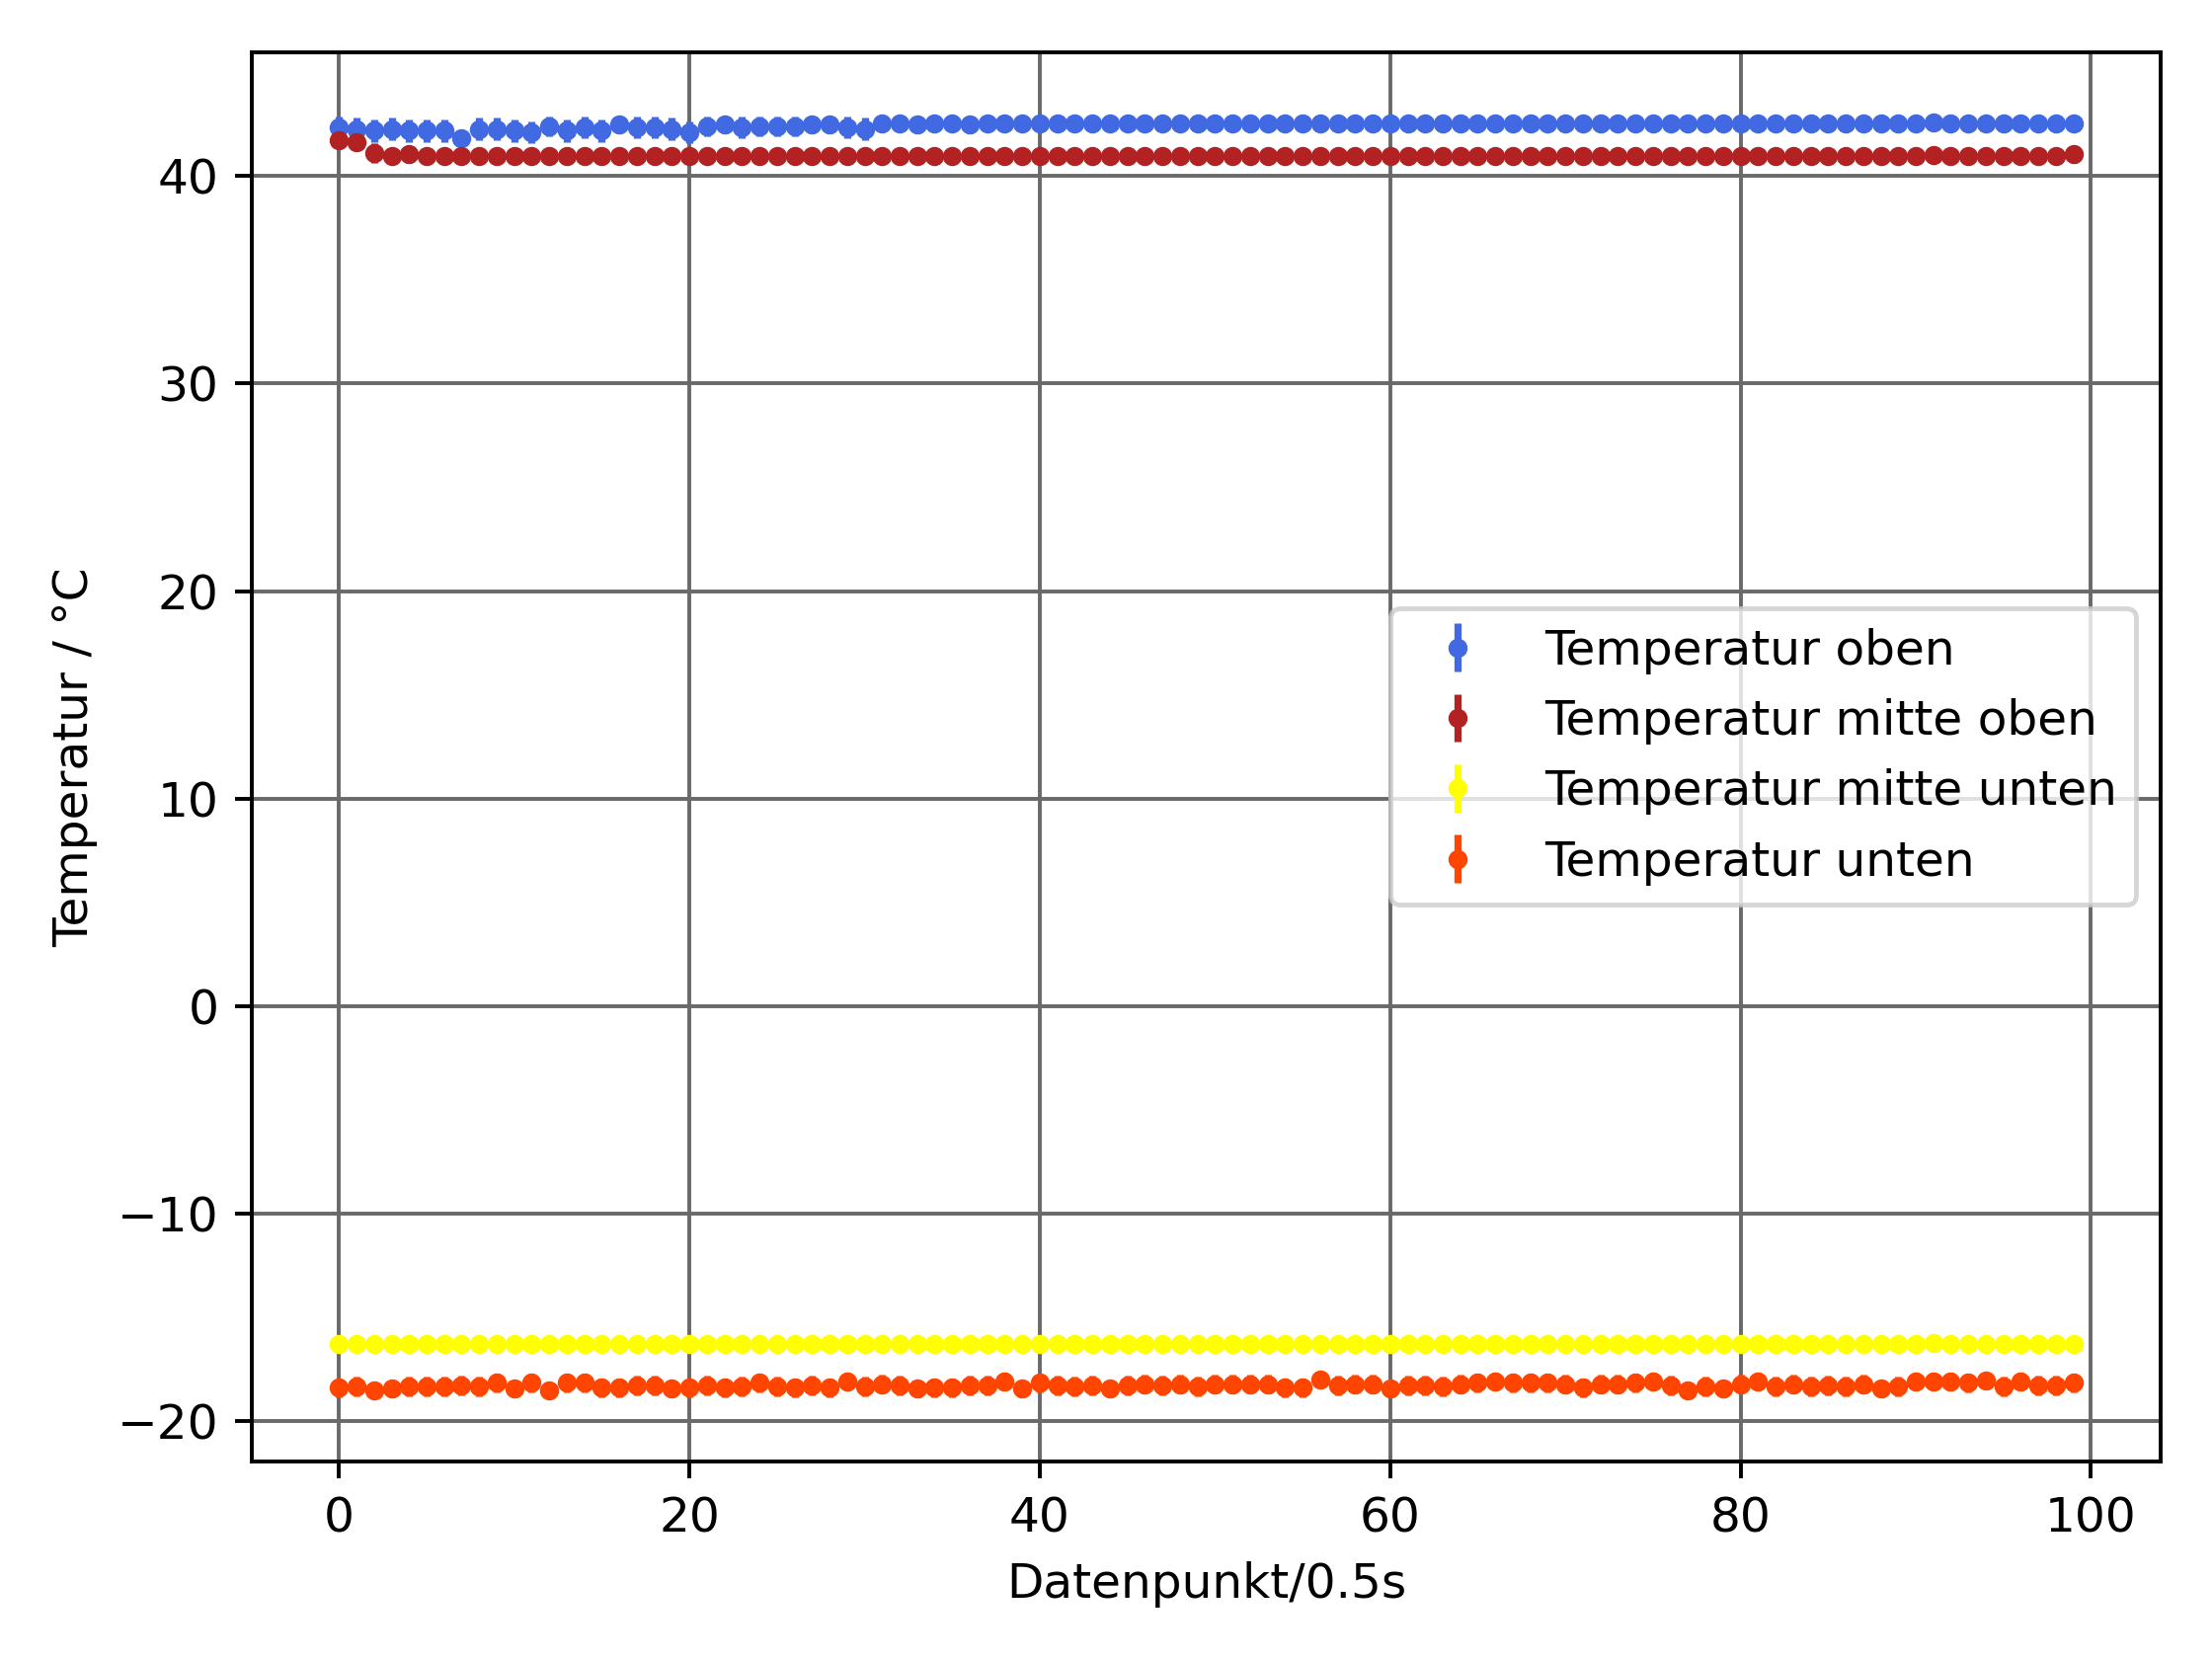 Temperatur / °C
40
30
20
10
0
−10
−20
Temperatur oben
Temperatur mitte oben
Temperatur mitte unten
Temperatur unten
0 20 40 60 80 100
Datenpunkt/0.5s